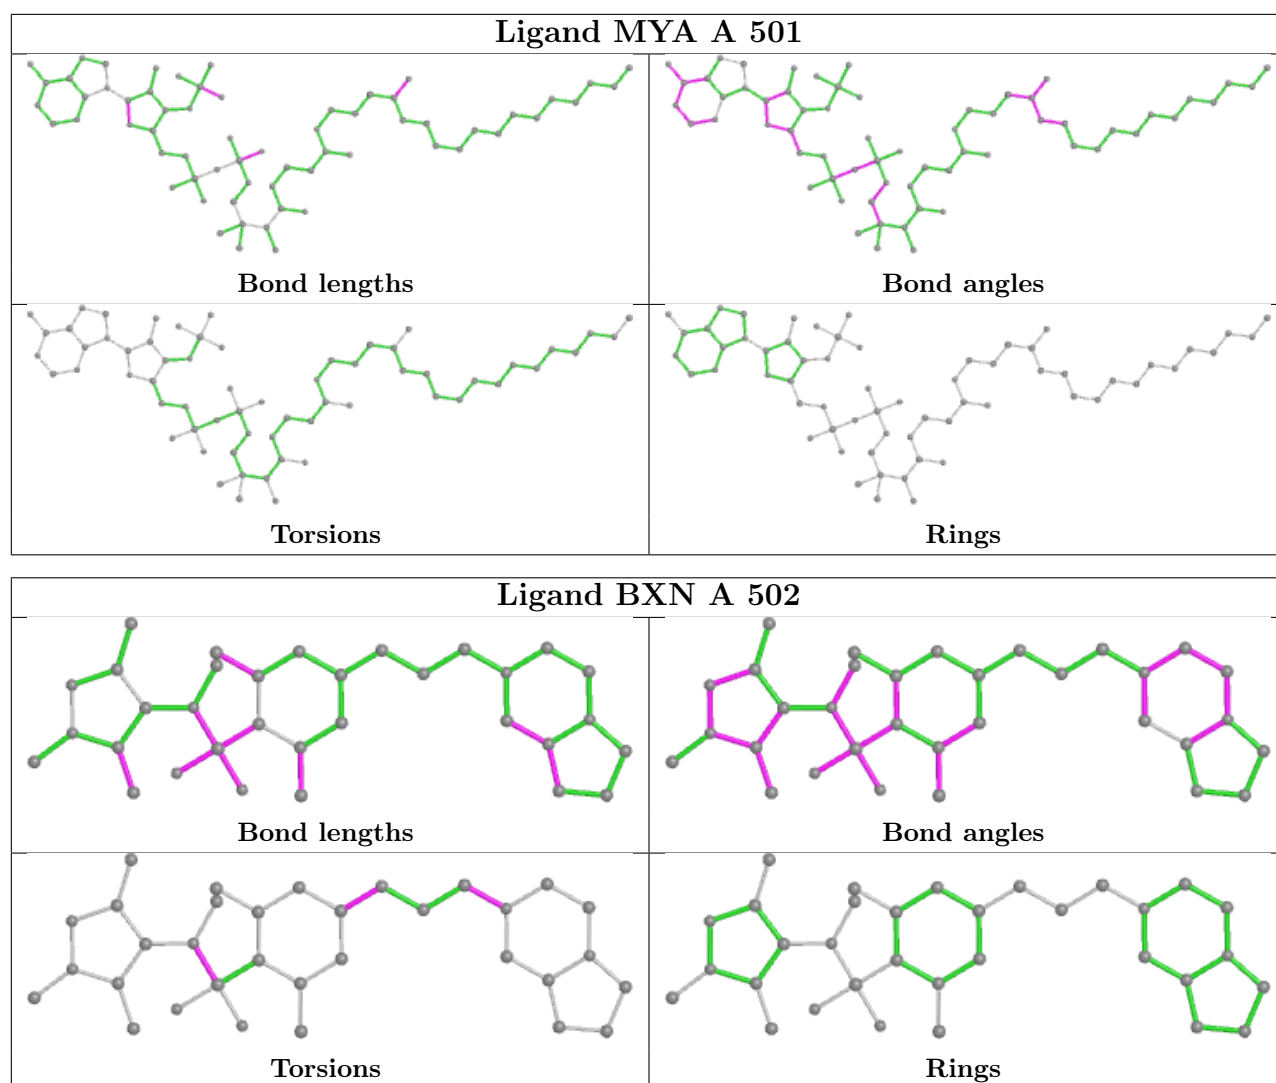 Ligand MYA A 501
Bond lengths
Bond angles
Torsions
Rings
Ligand BXN A 502
Bond lengths
Bond angles
Torsions
Rings